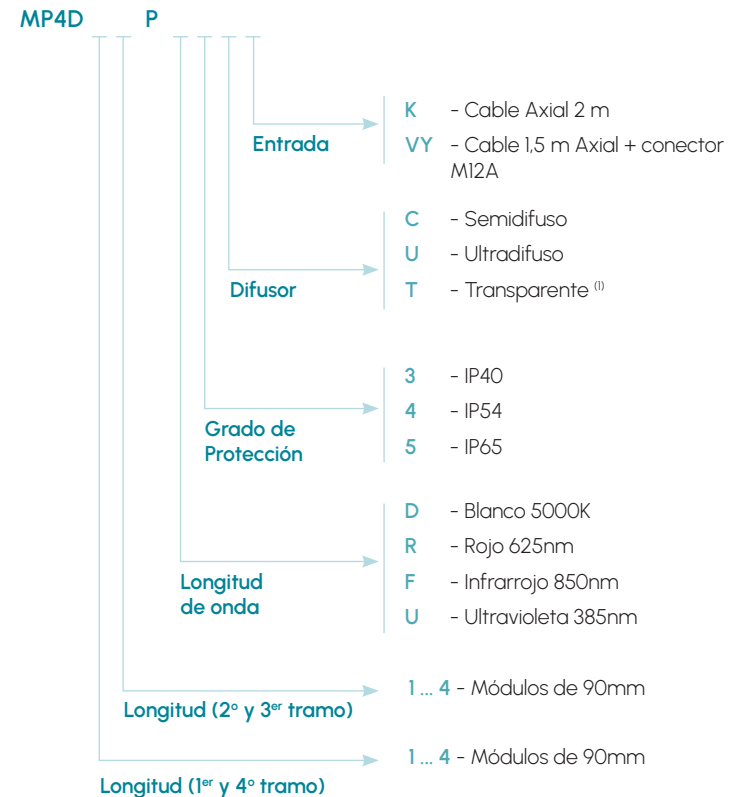 MP4D P
Entrada
K - Cable Axial 2 m
VY - Cable 1,5 m Axial + conector
M12A
Difusor
C - Semidifuso
U - Ultradifuso
T - Transparente (1)
Grado de
Protección
3 - IP40
4 - IP54
5 - IP65
Longitud
de onda
D - Blanco 5000K
R - Rojo 625nm
F - Infrarrojo 850nm
U - Ultravioleta 385nm
Longitud (2º y 3er tramo)
1 ... 4 - Módulos de 90mm
Longitud (1er y 4º tramo)
1 ... 4 - Módulos de 90mm